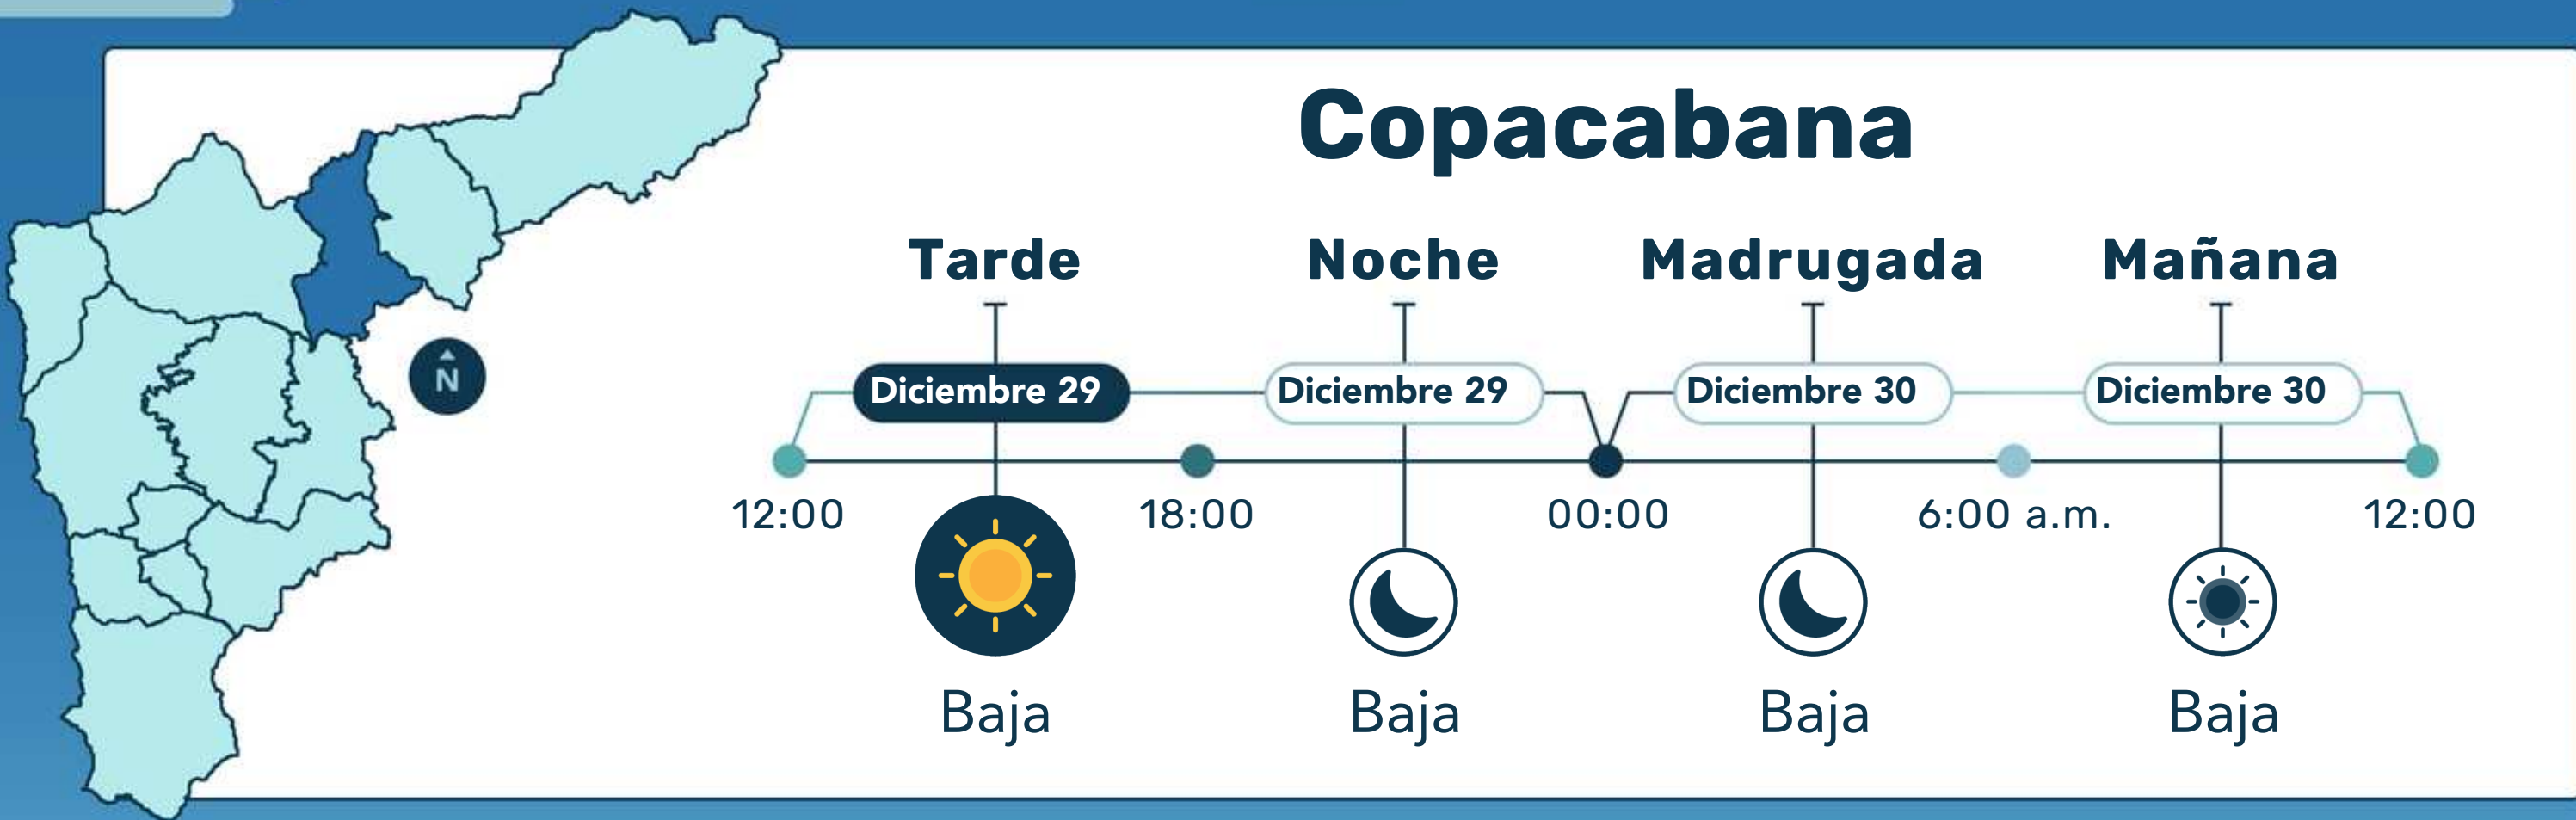 Copacabana
Tarde Noche Madrugada Mañana
Diciembre 29 Diciembre 29 Diciembre 30 Diciembre 30
N
12:00 18:00 00:00 6:00 a.m. 12:00
Baja Baja Baja Baja